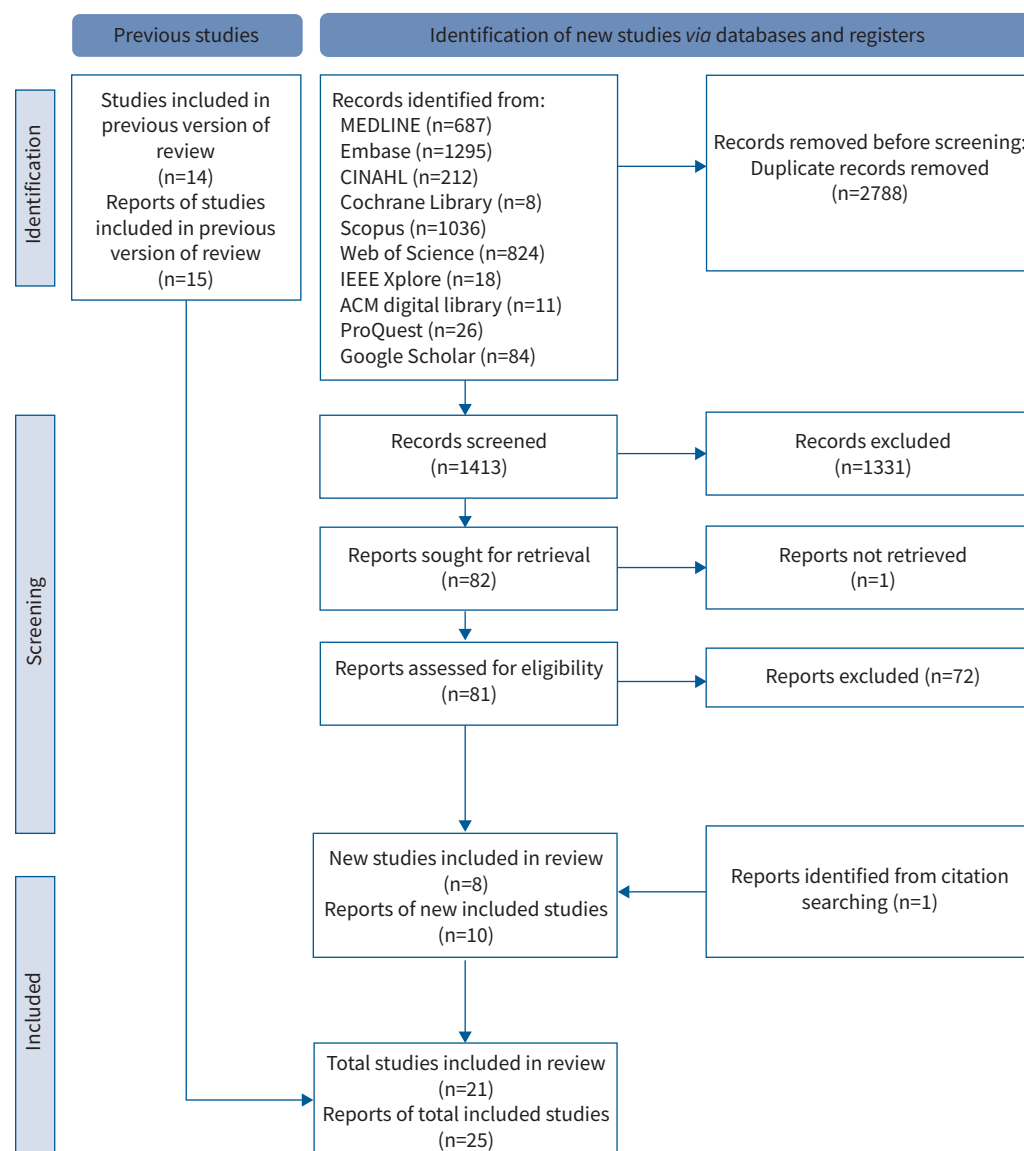 Previous studies
Identification of new studies via databases and registers
Identification
Studies included in
previous version of
review
(n=14)
Reports of studies
included in previous
version of review
(n=15)
Records identified from:
MEDLINE (n=687)
Embase (n=1295)
CINAHL (n=212)
Cochrane Library (n=8)
Scopus (n=1036)
Web of Science (n=824)
IEEE Xplore (n=18)
ACM digital library (n=11)
ProQuest (n=26)
Google Scholar (n=84)
Records removed before screening:
Duplicate records removed
(n=2788)
Screening
Records screened
(n=1413)
Records excluded
(n=1331)
Reports sought for retrieval
(n=82)
Reports not retrieved
(n=1)
Reports assessed for eligibility
(n=81)
Reports excluded (n=72)
Included
New studies included in review
(n=8)
Reports of new included studies
(n=10)
Reports identified from citation
searching (n=1)
Total studies included in review
(n=21)
Reports of total included studies
(n=25)